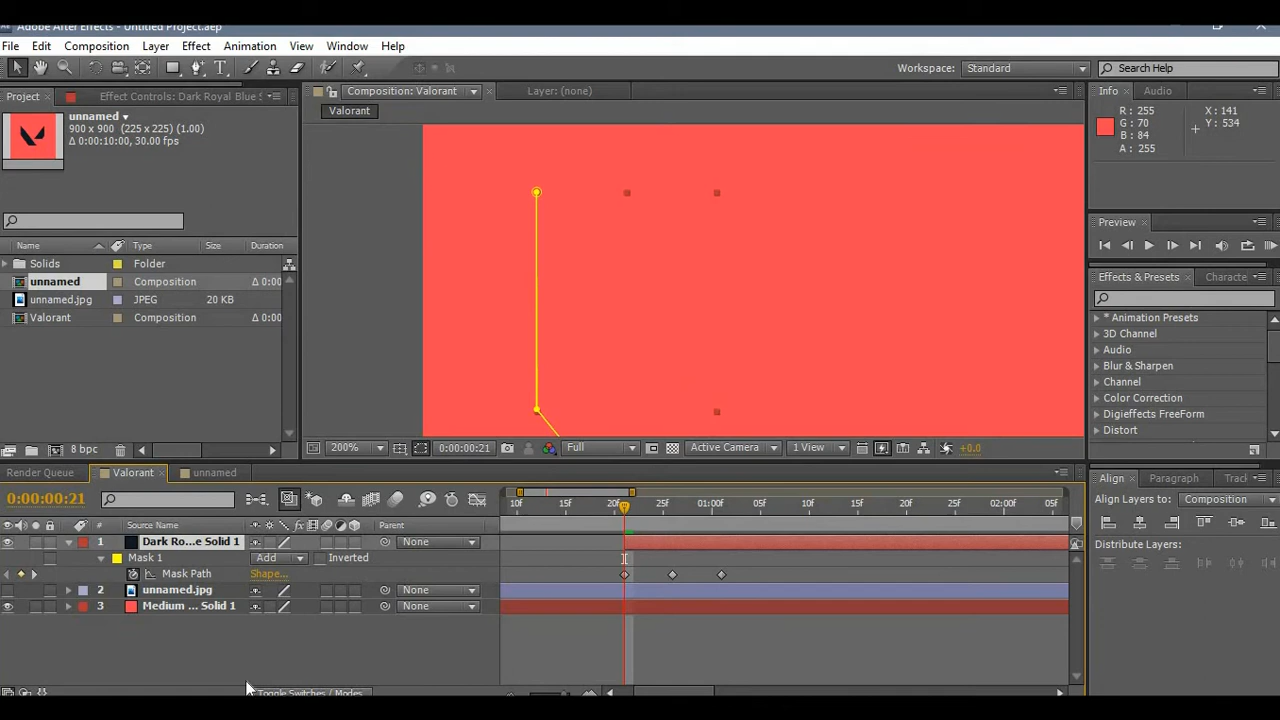 Adobe After Effects - Untitled Project.aep
File Edit Composition Layer Effect Animation View Window Help
Workspace: Standard Search Help
Project Effect Controls: Dark Royal Blue S
Composition: Valorant Layer: (none)
Info Audio
Valorant
unnamed
900 x 900 (225 x 225) (1.00)
Δ 0:00:10:00, 30.00 fps
R: 255
G: 70
B: 84
A: 255
X: 141
Y: 534
Preview
Name Type Size Duration
Solids Folder
unnamed Composition Δ 0:00
unnamed.jpg JPEG 20 KB
Valorant Composition Δ 0:00
Effects & Presets Characte
* Animation Presets
3D Channel
Audio
Blur & Sharpen
Channel
Color Correction
Digieffects FreeForm
Distort
8 bpc
200% 0:00:00:21 Full Active Camera 1 View +0.0
Render Queue Valorant unnamed
Align Paragraph Track
0:00:00:21
10f 15f 20f 25f 01:00f 05f 10f 15f 20f 25f 02:00f 05f
Align Layers to: Composition
# Source Name Parent
1 Dark Ro...e Solid 1 None
Mask 1 Add Inverted
Mask Path Shape...
2 unnamed.jpg None
3 Medium ... Solid 1 None
Distribute Layers:
Toggle Switches / Modes